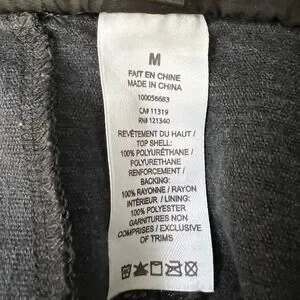 M
FAIT EN CHINE
MADE IN CHINA
100056683
CA# 11319
RN# 121340
REVÊTEMENT DU HAUT /
TOP SHELL:
100% POLYURÉTHANE /
POLYURETHANE
RENFORCEMENT /
BACKING:
100% RAYONNE / RAYON
INTÉRIEUR / LINING:
100% POLYESTER
GARNITURES NON
COMPRISES / EXCLUSIVE
OF TRIMS